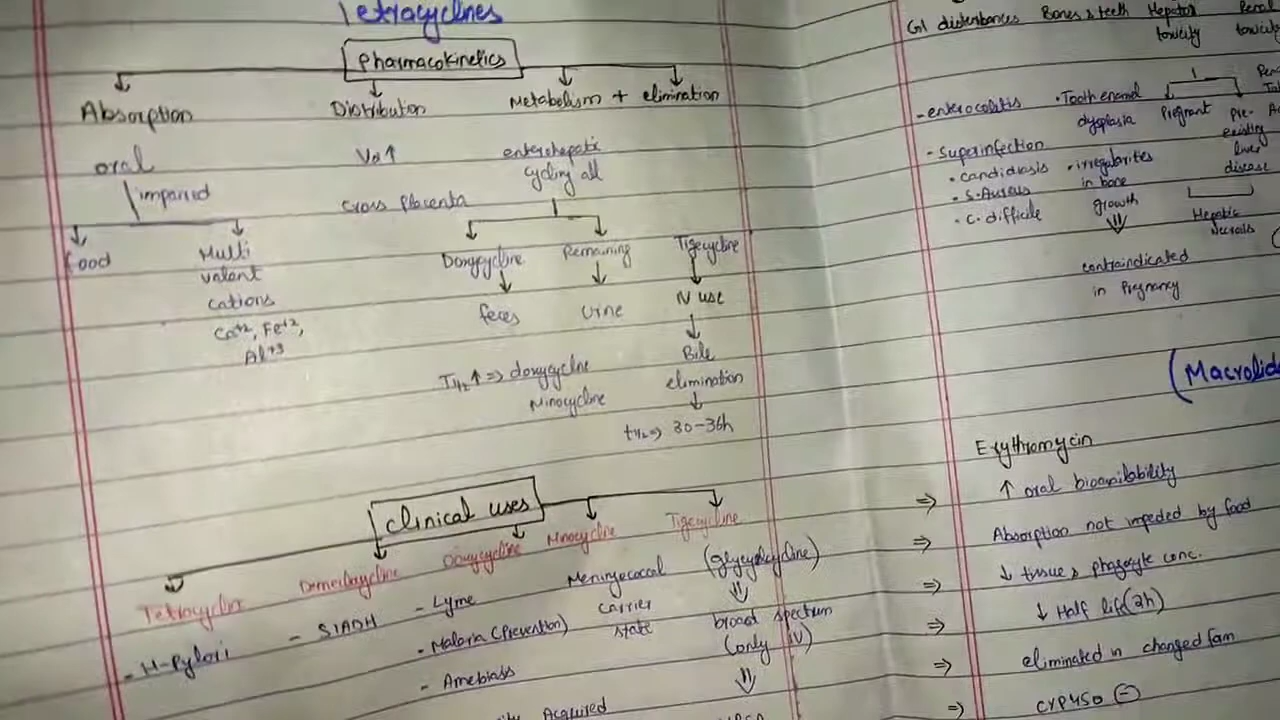 Tetracyclines
Pharmacokinetics
Absorption
Distribution
Metabolism + elimination
oral
impaired
Food
Multi
valent
cations
Ca+2, Fe+2,
Al+3
Vd↑
Cross Placenta
enterohepatic
cycling all
Doxycycline
feces
Remaining
urine
Tigecycline
IV use
Bile
elimination
t½ => 30-36h
T½ ↑ => doxycycline
Minocycline
Clinical uses
Tetracycline
- H-Pylori
Demeclocycline
- SIADH
Doxycycline
- Lyme
- Malaria (Prevention)
- Amebiasis
Acquired
Minocycline
Meningococcal
carrier
state
Tigecycline
(glycylcycline)
broad spectrum
(only IV)
GI disturbances
- enterocolitis
- Superinfection
• candidiasis
• S. Aureus
• C. difficile
Bones & teeth
• Tooth enamel
dysplasia
• irregularities
in bone
growth
contraindicated
in Pregnancy
Hepato
toxicity
Pregnant
Pre-
existing
liver
disease
Hepatic
necrosis
Renal
(Macrolid
Erythromycin
=> ↑ oral bioavailability
=> Absorption not impeded by food
=> ↓ tissue & phagocyte conc.
=> ↓ Half life (2h)
=> eliminated in changed
=> CYP450 (-)